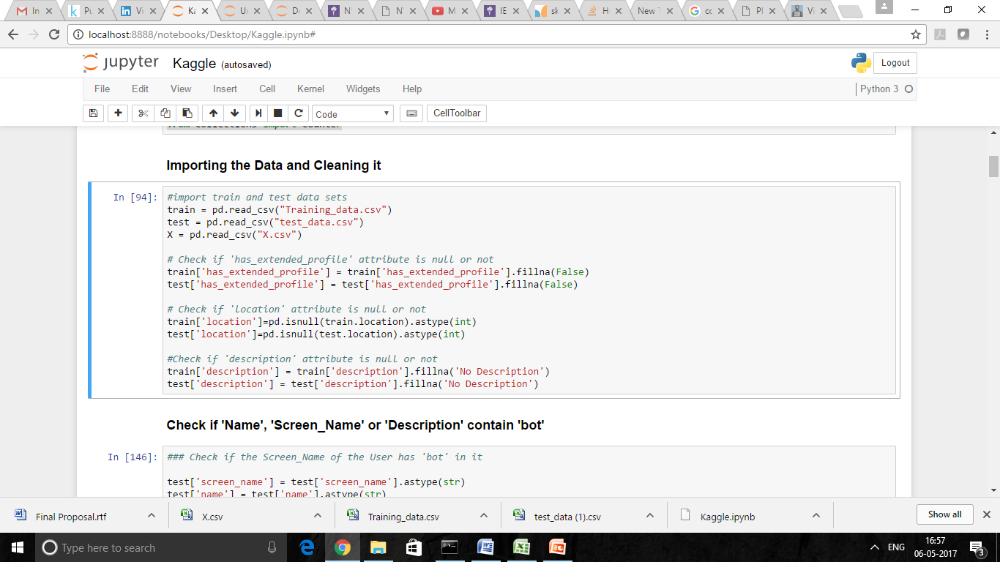 In
Pu
Vi
Ka
Ur
De
N
N
M
IE
sk
H
New T
cc
Pl
Vi
localhost:8888/notebooks/Desktop/Kaggle.ipynb#
jupyter Kaggle (autosaved)
Logout
File Edit View Insert Cell Kernel Widgets Help
Python 3
Code
CellToolbar
from collections import Counter
Importing the Data and Cleaning it
In [94]:
#import train and test data sets
train = pd.read_csv("Training_data.csv")
test = pd.read_csv("test_data.csv")
X = pd.read_csv("X.csv")
# Check if 'has_extended_profile' attribute is null or not
train['has_extended_profile'] = train['has_extended_profile'].fillna(False)
test['has_extended_profile'] = test['has_extended_profile'].fillna(False)
# Check if 'location' attribute is null or not
train['location']=pd.isnull(train.location).astype(int)
test['location']=pd.isnull(test.location).astype(int)
#Check if 'description' attribute is null or not
train['description'] = train['description'].fillna('No Description')
test['description'] = test['description'].fillna('No Description')
Check if 'Name', 'Screen_Name' or 'Description' contain 'bot'
In [146]:
### Check if the Screen_Name of the User has 'bot' in it
test['screen_name'] = test['screen_name'].astype(str)
test['name'] = test['name'].astype(str)
Final Proposal.rtf
X.csv
Training_data.csv
test_data (1).csv
Kaggle.ipynb
Show all
Type here to search
ENG
16:57
06-05-2017
3